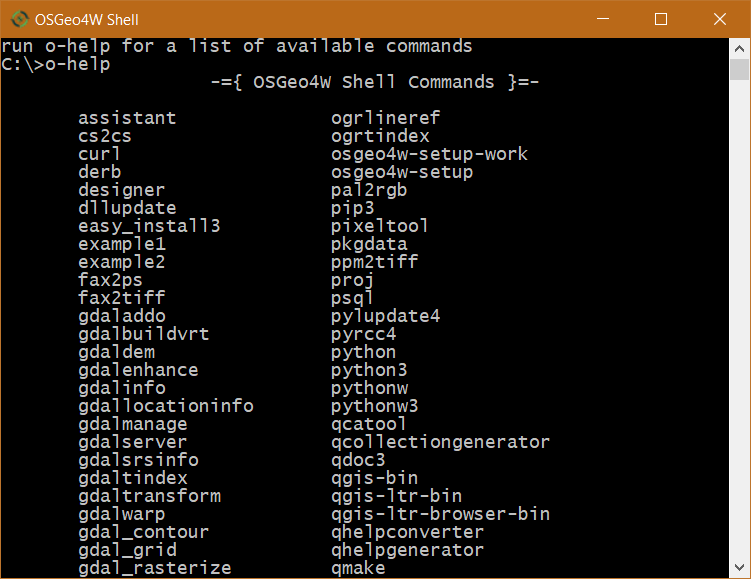 OSGeo4W Shell
run o-help for a list of available commands
C:\>o-help
-={ OSGeo4W Shell Commands }=-
assistant ogrlineref
cs2cs ogrtindex
curl osgeo4w-setup-work
derb osgeo4w-setup
designer pal2rgb
dllupdate pip3
easy_install3 pixeltool
example1 pkgdata
example2 ppm2tiff
fax2ps proj
fax2tiff psql
gdaladdo pylupdate4
gdalbuildvrt pyrcc4
gdaldem python
gdalenhance python3
gdalinfo pythonw
gdallocationinfo pythonw3
gdalmanage qcatool
gdalserver qcollectiongenerator
gdalsrsinfo qdoc3
gdaltindex qgis-bin
gdaltransform qgis-ltr-bin
gdalwarp qgis-ltr-browser-bin
gdal_contour qhelpconverter
gdal_grid qhelpgenerator
gdal_rasterize qmake